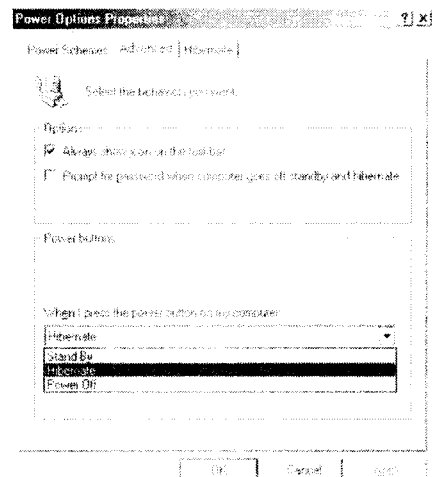 Power Options Properties
Power Schemes Advanced Hibernate
Select the behaviors you want.
Options
Always show icon on the taskbar
Prompt for password when computer goes off standby and hibernate
Power buttons
When I press the power button on my computer
Hibernate
Stand By
Hibernate
Power Off
OK Cancel Apply